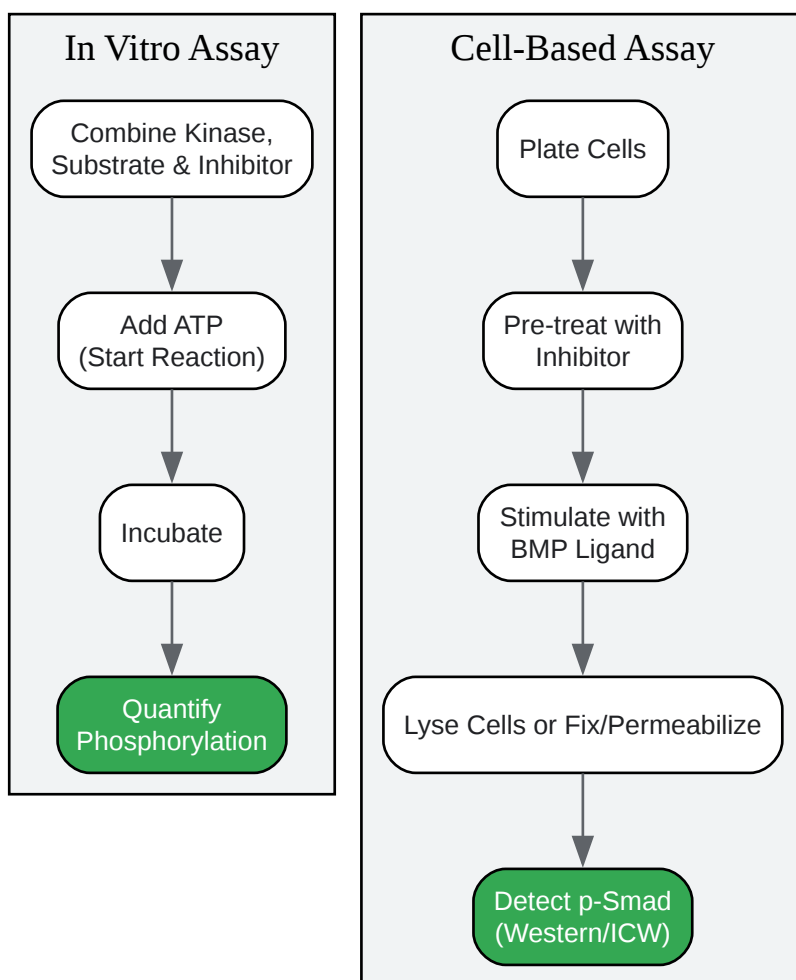 In Vitro Assay
Combine Kinase,
Substrate & Inhibitor
Add ATP
(Start Reaction)
Incubate
Quantify
Phosphorylation
Cell-Based Assay
Plate Cells
Pre-treat with
Inhibitor
Stimulate with
BMP Ligand
Lyse Cells or Fix/Permeabilize
Detect p-Smad
(Western/ICW)